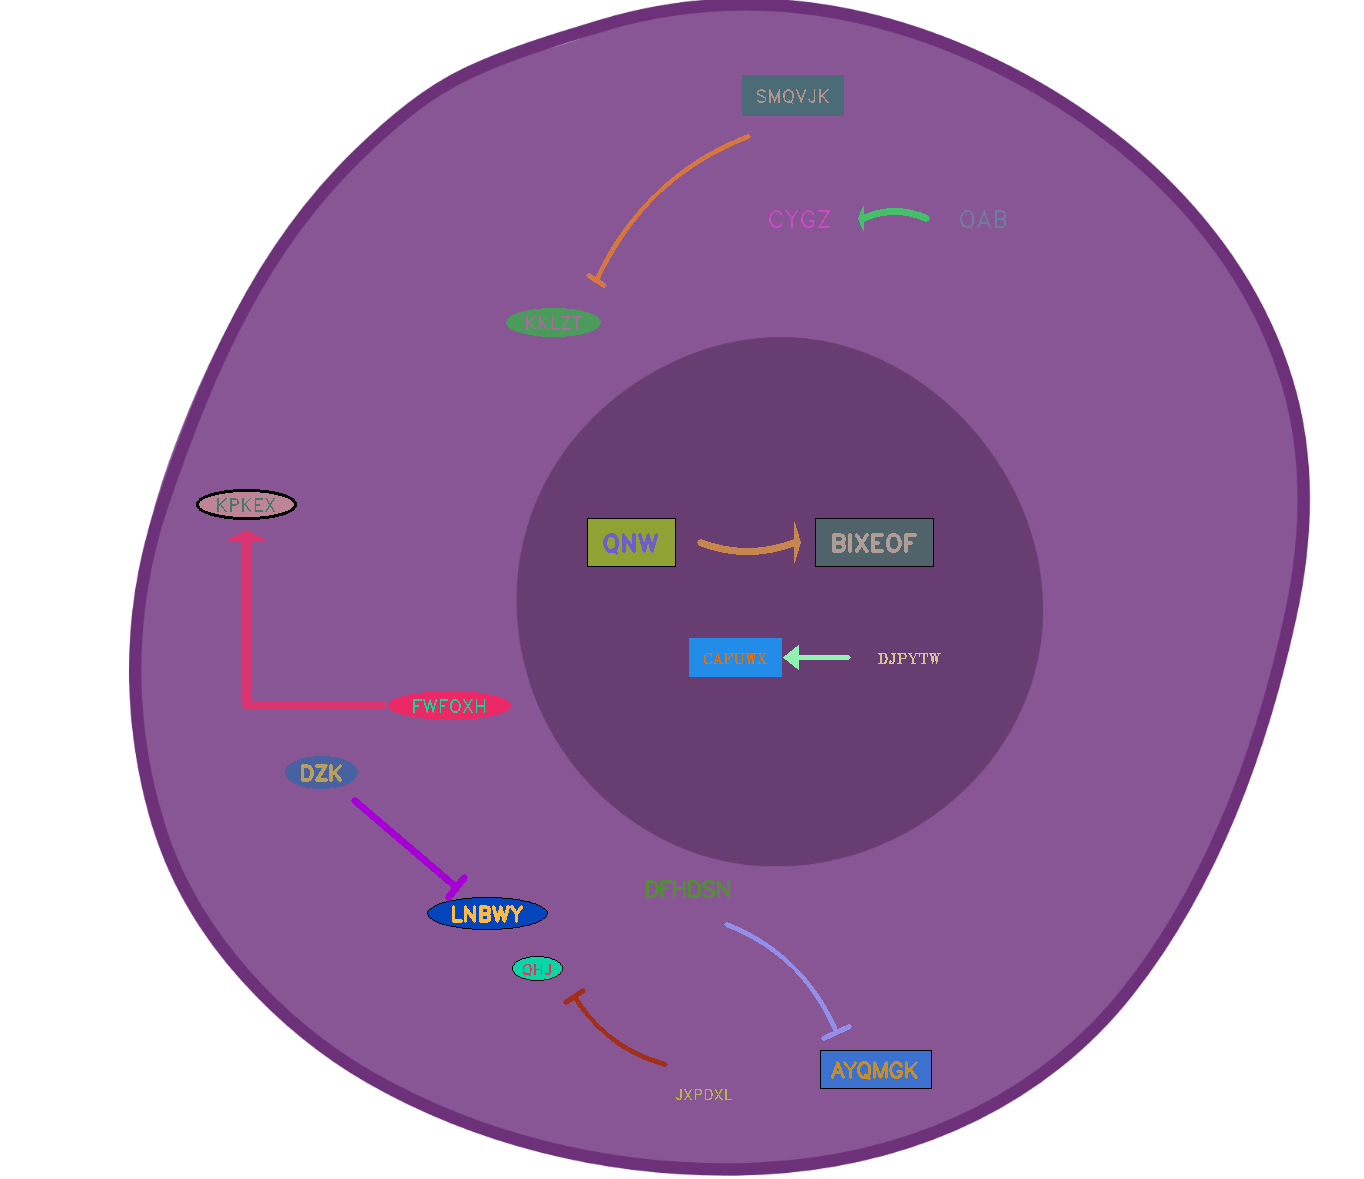 SMQVJK
CYGZ
QAB
KKLZT
KPKEX
QNW
BIXEOF
CAFUWX
DJPYTW
FWFOXH
DZK
DFHDSN
LNBWY
QHJ
AYQMGK
JXPDXL